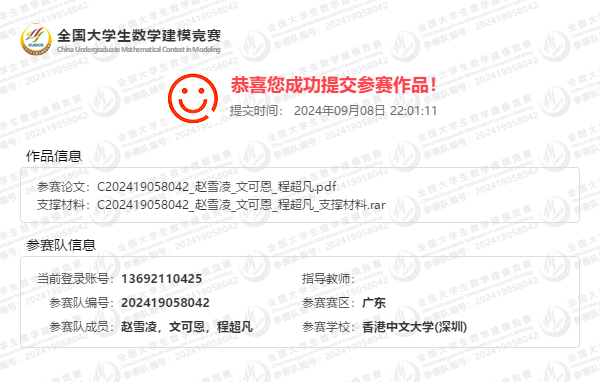 全国大学生数学建模竞赛
China Undergraduate Mathematical Contest in Modeling
恭喜您成功提交参赛作品！
提交时间： 2024年09月08日 22:01:11
作品信息
参赛论文：C202419058042_赵雪凌_文可恩_程超凡.pdf
支撑材料：C202419058042_赵雪凌_文可恩_程超凡_支撑材料.rar
参赛队信息
当前登录账号：13692110425 指导教师：
参赛队编号：202419058042 参赛赛区：广东
参赛队成员：赵雪凌，文可恩，程超凡 参赛学校：香港中文大学(深圳)
全国大学生数学建模竞赛
参赛队编号：202419058042